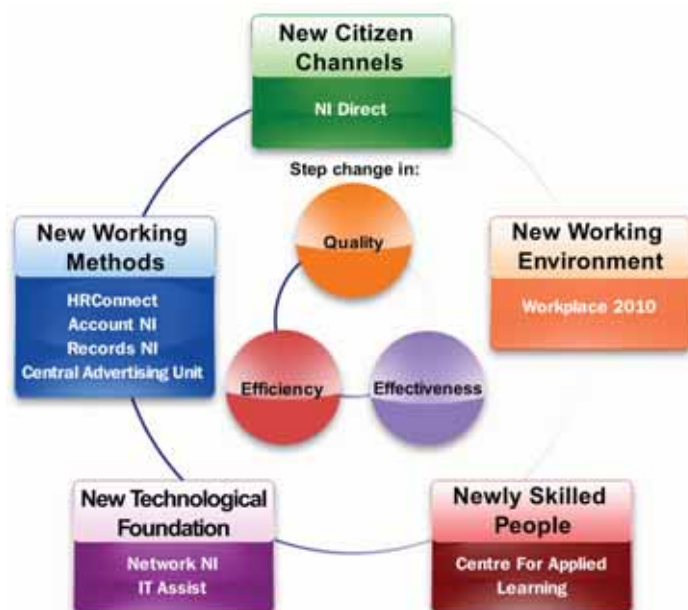 New Citizen
Channels
NI Direct
Step change in:
Quality
Efficiency
Effectiveness
New Working
Methods
HRConnect
Account NI
Records NI
Central Advertising Unit
New Working
Environment
Workplace 2010
New Technological
Foundation
Network NI
IT Assist
Newly Skilled
People
Centre For Applied
Learning